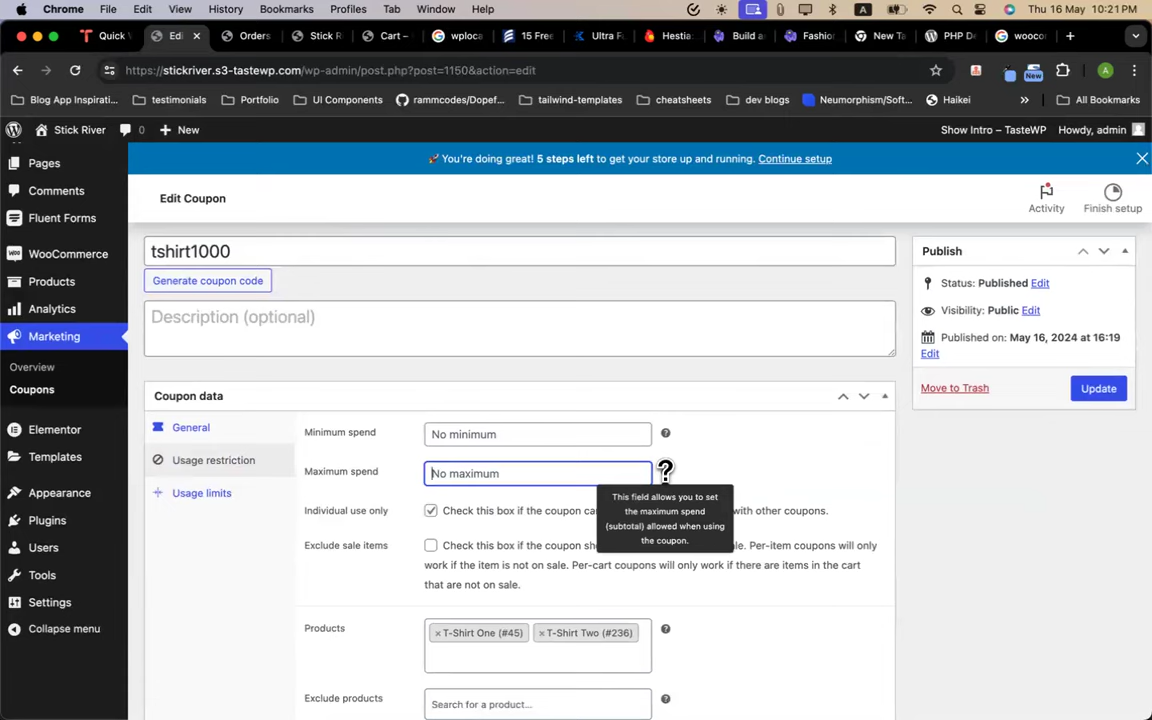 Chrome File Edit View History Bookmarks Profiles Tab Window Help A Thu 16 May 10:21 PM
Quick Edi Orders Stick R Cart – wploca 15 Free Ultra F Hestia: Build a Fashio New Ta PHP De woocor
https://stickriver.s3-tastewp.com/wp-admin/post.php?post=1150&action=edit New A
Blog App Inspirati... testimonials Portfolio UI Components rammcodes/Dopef... tailwind-templates cheatsheets dev blogs Neumorphism/Soft... Haikei » All Bookmarks
Stick River 0 New Show Intro – TasteWP Howdy, admin
Pages
Comments
Fluent Forms
WooCommerce
Products
Analytics
Marketing
Overview
Coupons
Elementor
Templates
Appearance
Plugins
Users
Tools
Settings
Collapse menu
🚀 You're doing great! 5 steps left to get your store up and running. Continue setup
Edit Coupon
Activity
Finish setup
tshirt1000
Generate coupon code
Description (optional)
Coupon data
General
Usage restriction
Usage limits
Minimum spend No minimum
Maximum spend No maximum
This field allows you to set
the maximum spend
(subtotal) allowed when using
the coupon.
Individual use only Check this box if the coupon ca with other coupons.
Exclude sale items Check this box if the coupon sh le. Per-item coupons will only
work if the item is not on sale. Per-cart coupons will only work if there are items in the cart
that are not on sale.
Products × T-Shirt One (#45) × T-Shirt Two (#236)
Exclude products Search for a product...
Publish
Status: Published Edit
Visibility: Public Edit
Published on: May 16, 2024 at 16:19
Edit
Move to Trash Update